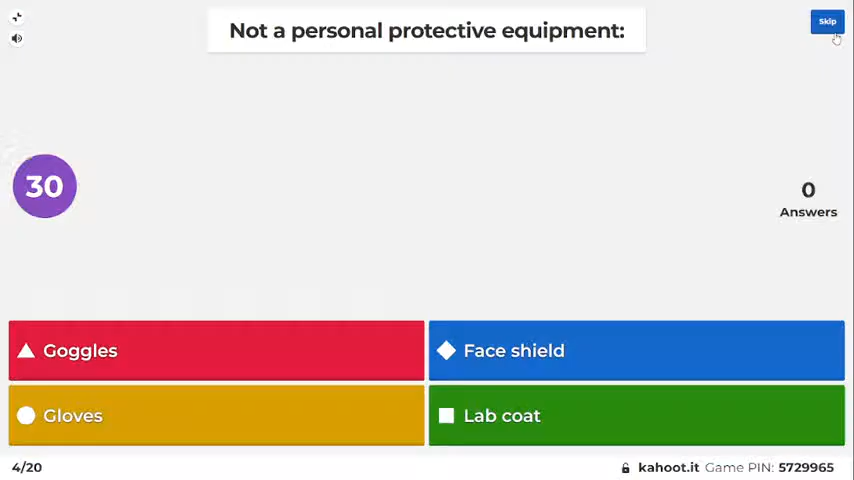 Not a personal protective equipment:
Skip
30
0
Answers
Goggles
Face shield
Gloves
Lab coat
4/20
kahoot.it Game PIN: 5729965